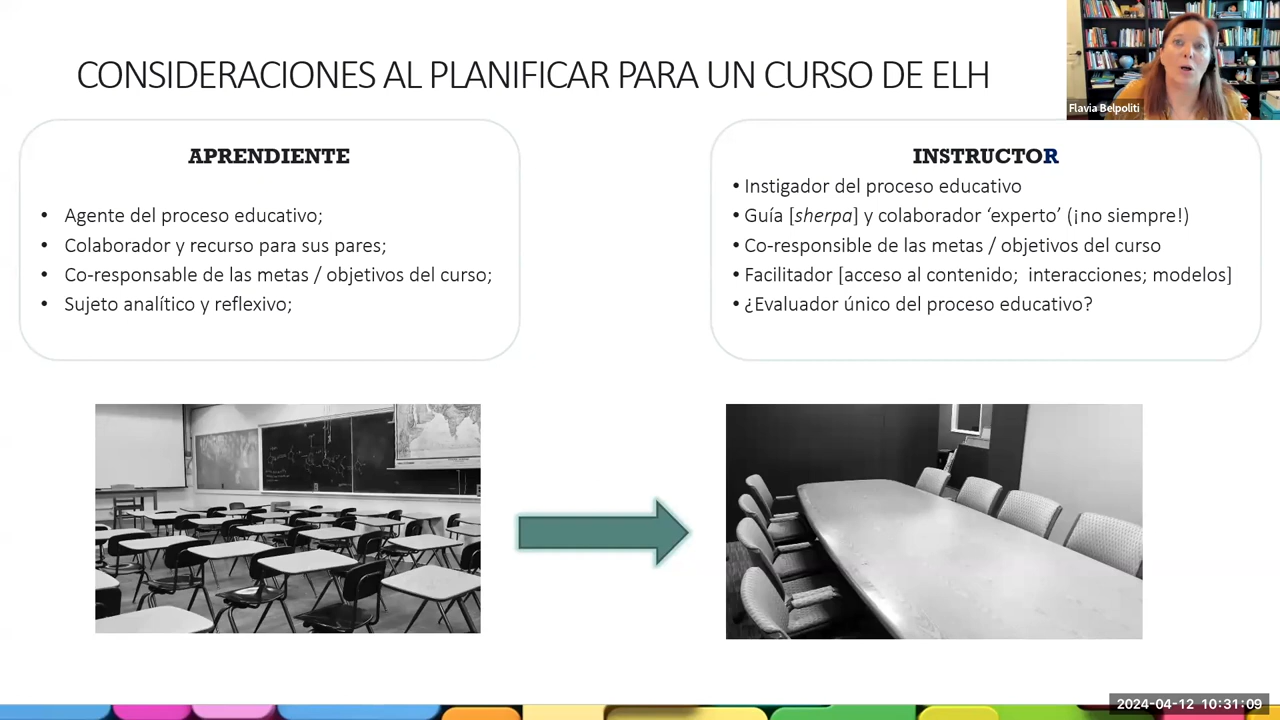 CONSIDERACIONES AL PLANIFICAR PARA UN CURSO DE ELH
Flavia Belpoliti
APRENDIENTE
• Agente del proceso educativo;
• Colaborador y recurso para sus pares;
• Co-responsable de las metas / objetivos del curso;
• Sujeto analítico y reflexivo;
INSTRUCTOR
• Instigador del proceso educativo
• Guía [sherpa] y colaborador ‘experto’ (¡no siempre!)
• Co-responsible de las metas / objetivos del curso
• Facilitador [acceso al contenido;  interacciones; modelos]
• ¿Evaluador único del proceso educativo?
2024-04-12 10:31:09